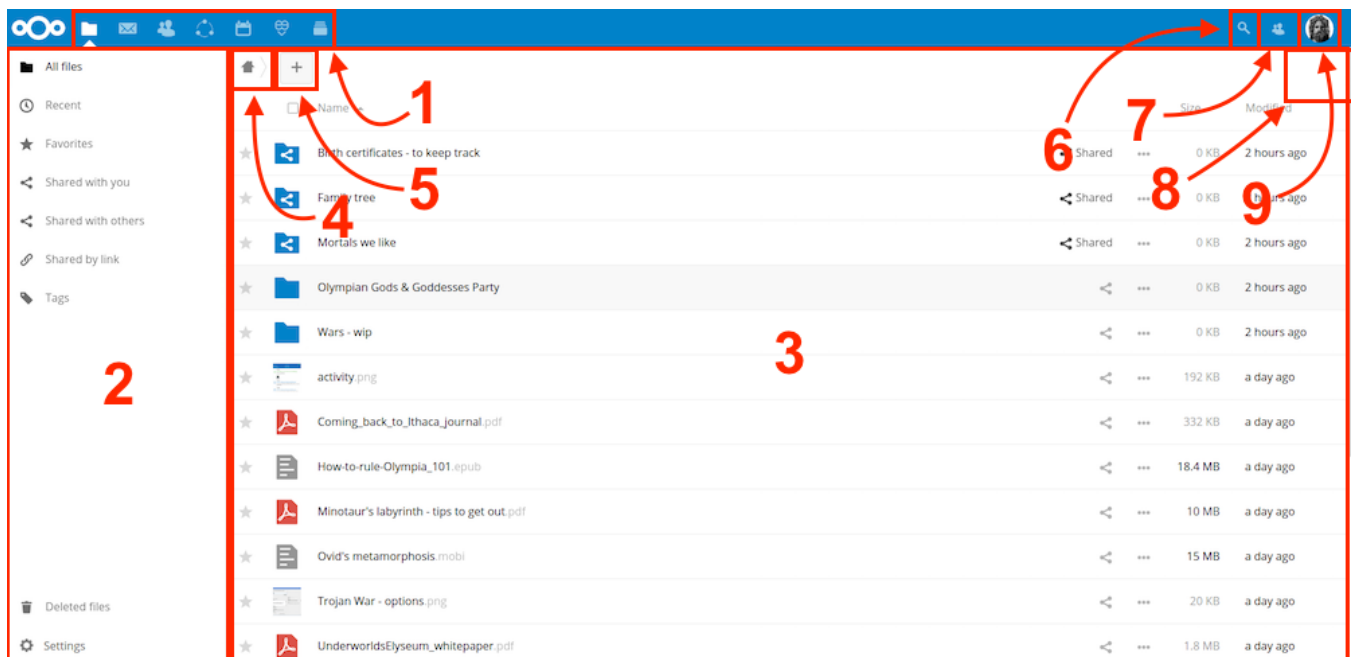 All files
Recent
Favorites
Shared with you
Shared with others
Shared by link
Tags
Deleted files
Settings
1
2
3
4
5
6
7
8
9
+
Name Size Modified
Birth certificates - to keep track Shared ... 0 KB 2 hours ago
Family tree Shared ... 0 KB hours ago
Mortals we like Shared ... 0 KB 2 hours ago
Olympian Gods & Goddesses Party ... 0 KB 2 hours ago
Wars - wip ... 0 KB 2 hours ago
activity.png ... 192 KB a day ago
Coming_back_to_Ithaca_journal.pdf ... 332 KB a day ago
How-to-rule-Olympia_101.epub ... 18.4 MB a day ago
Minotaur's labyrinth - tips to get out.pdf ... 10 MB a day ago
Ovid's metamorphosis.mobi ... 15 MB a day ago
Trojan War - options.png ... 20 KB a day ago
UnderworldsElyseum_whitepaper.pdf ... 1.8 MB a day ago